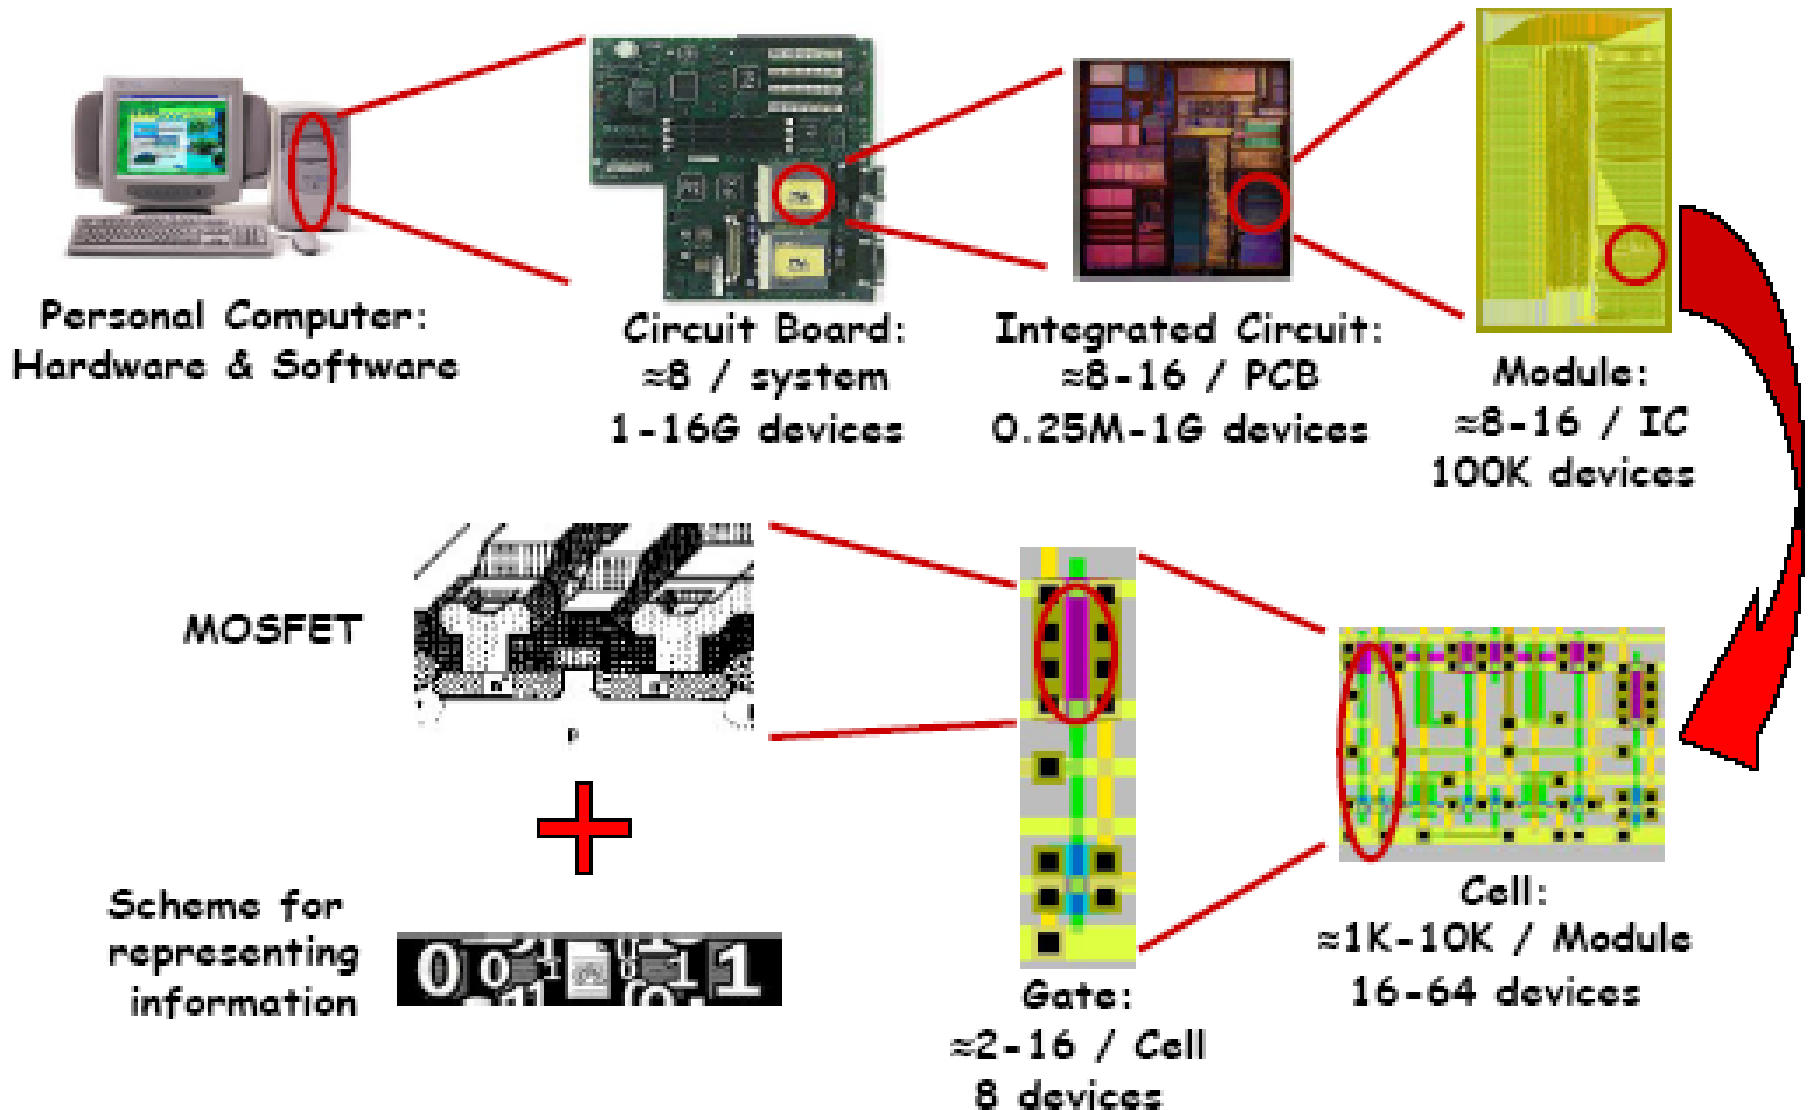 Personal Computer:
Hardware & Software
Circuit Board:
≈8 / system
1-16G devices
Integrated Circuit:
≈8-16 / PCB
0.25M-1G devices
Module:
≈8-16 / IC
100K devices
MOSFET
p
Scheme for
representing
information
Gate:
≈2-16 / Cell
8 devices
Cell:
≈1K-10K / Module
16-64 devices